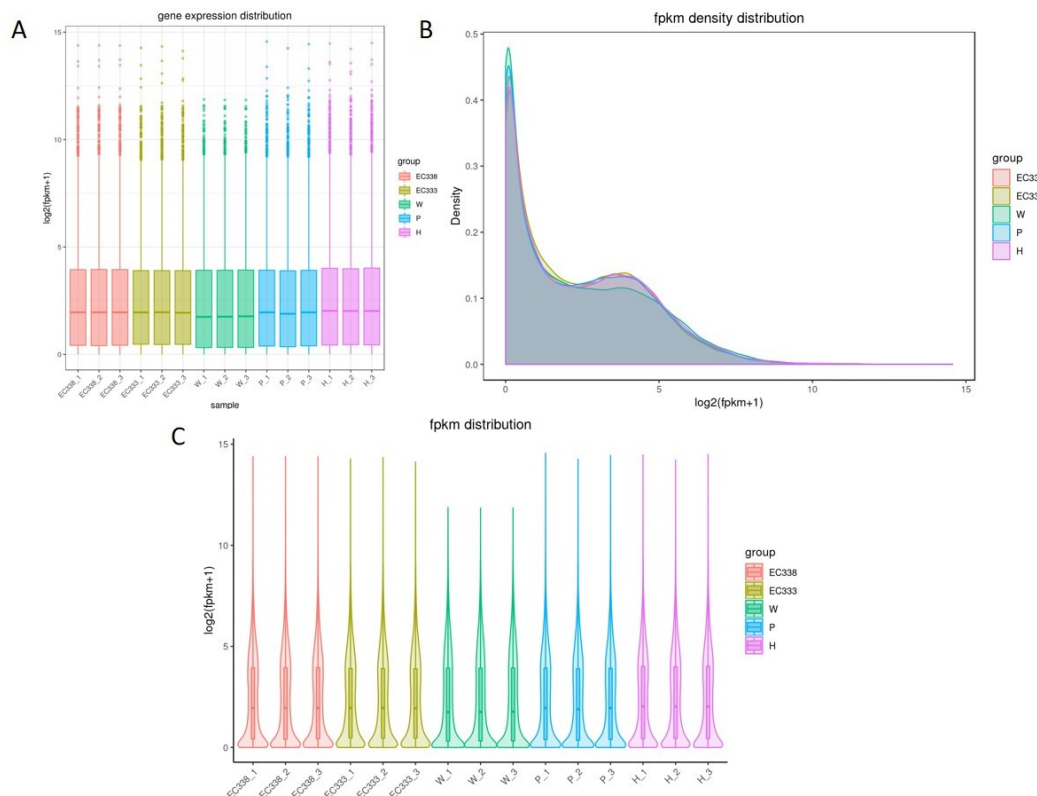 A
gene expression distribution
15
10
5
0
log2(fpkm+1)
EC338_1
EC338_2
EC338_3
EC333_1
EC333_2
EC333_3
W_1
W_2
W_3
P_1
P_2
P_3
H_1
H_2
H_3
sample
group
EC338
EC333
W
P
H
B
fpkm density distribution
0.5
0.4
0.3
0.2
0.1
0.0
Density
0
5
10
15
log2(fpkm+1)
group
EC33
EC33
W
P
H
C
fpkm distribution
15
10
5
0
log2(fpkm+1)
EC338_1
EC338_2
EC338_3
EC333_1
EC333_2
EC333_3
W_1
W_2
W_3
P_1
P_2
P_3
H_1
H_2
H_3
group
EC338
EC333
W
P
H